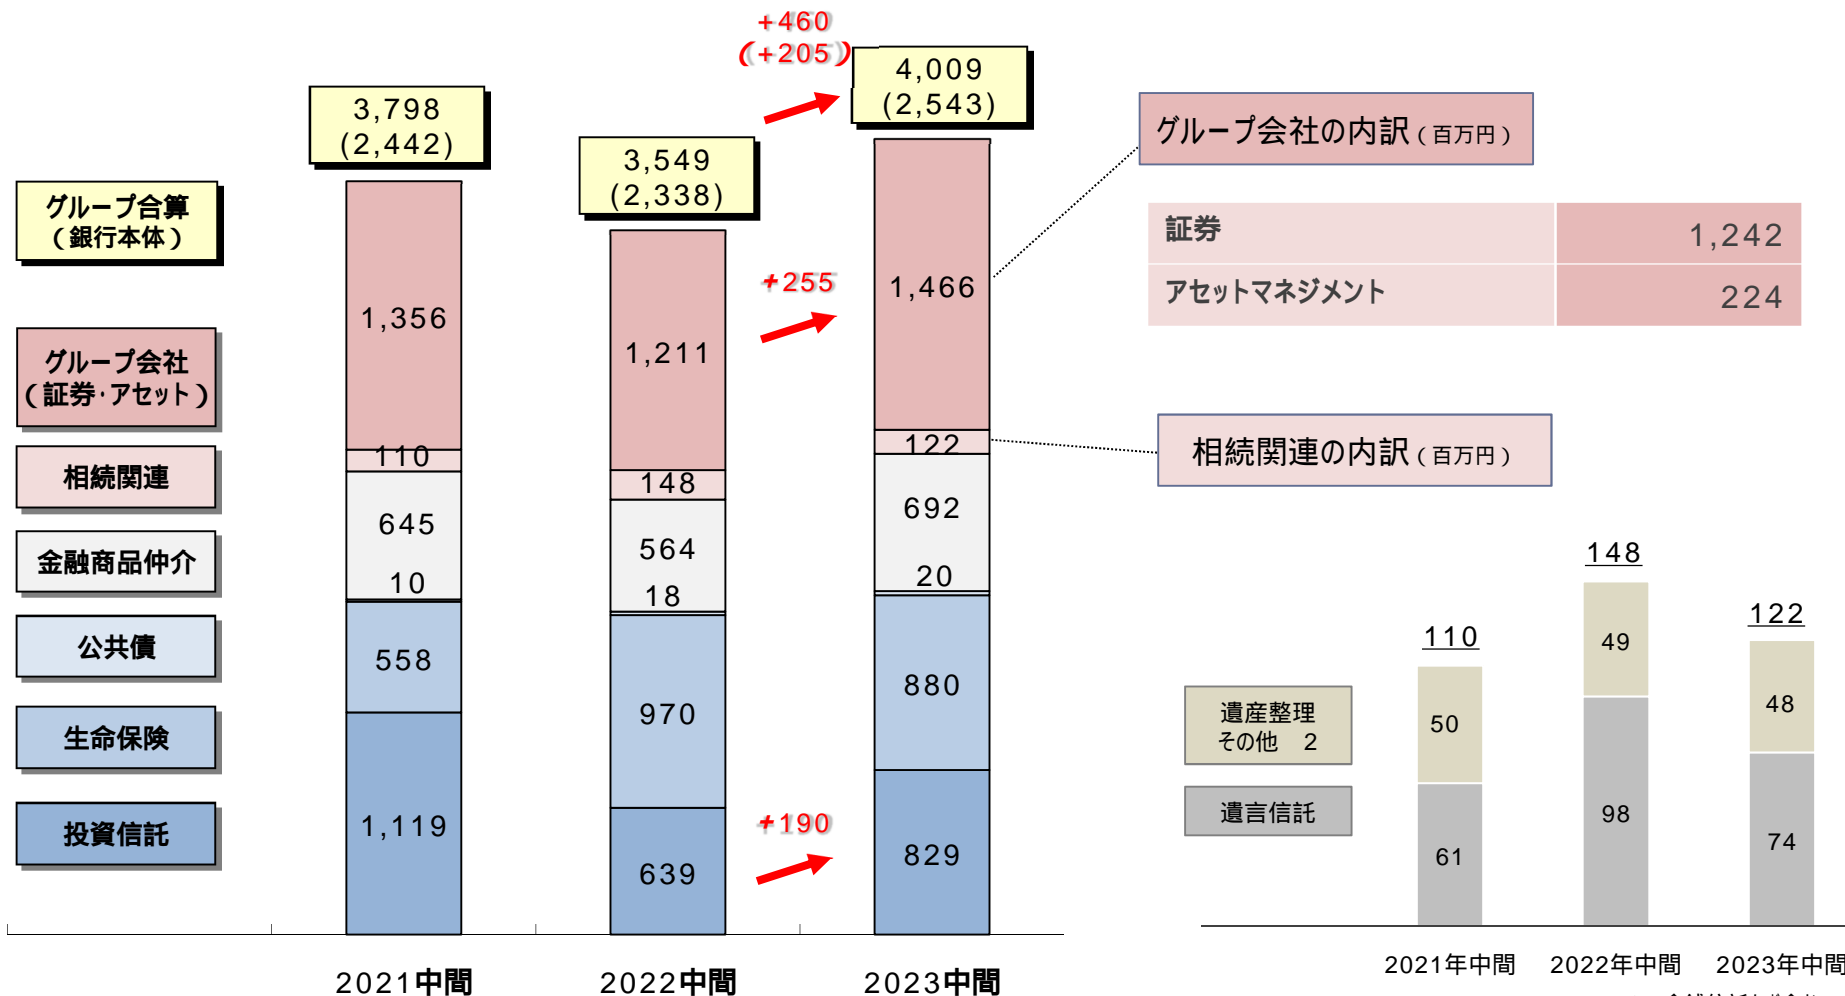 +460
(+205)
3,798
(2,442)
3,549
(2,338)
4,009
(2,543)
グループ合算
(銀行本体)
グループ会社
(証券・アセット)
相続関連
金融商品仲介
公共債
生命保険
投資信託
1,356
110
645
10
558
1,119
1,211
148
564
18
970
639
+255
+190
1,466
122
692
20
880
829
2021中間
2022中間
2023中間
グループ会社の内訳(百万円)
証券 1,242
アセットマネジメント 224
相続関連の内訳(百万円)
遺産整理
その他 2
遺言信託
110
50
61
148
49
98
122
48
74
2021年中間
2022年中間
2023年中間